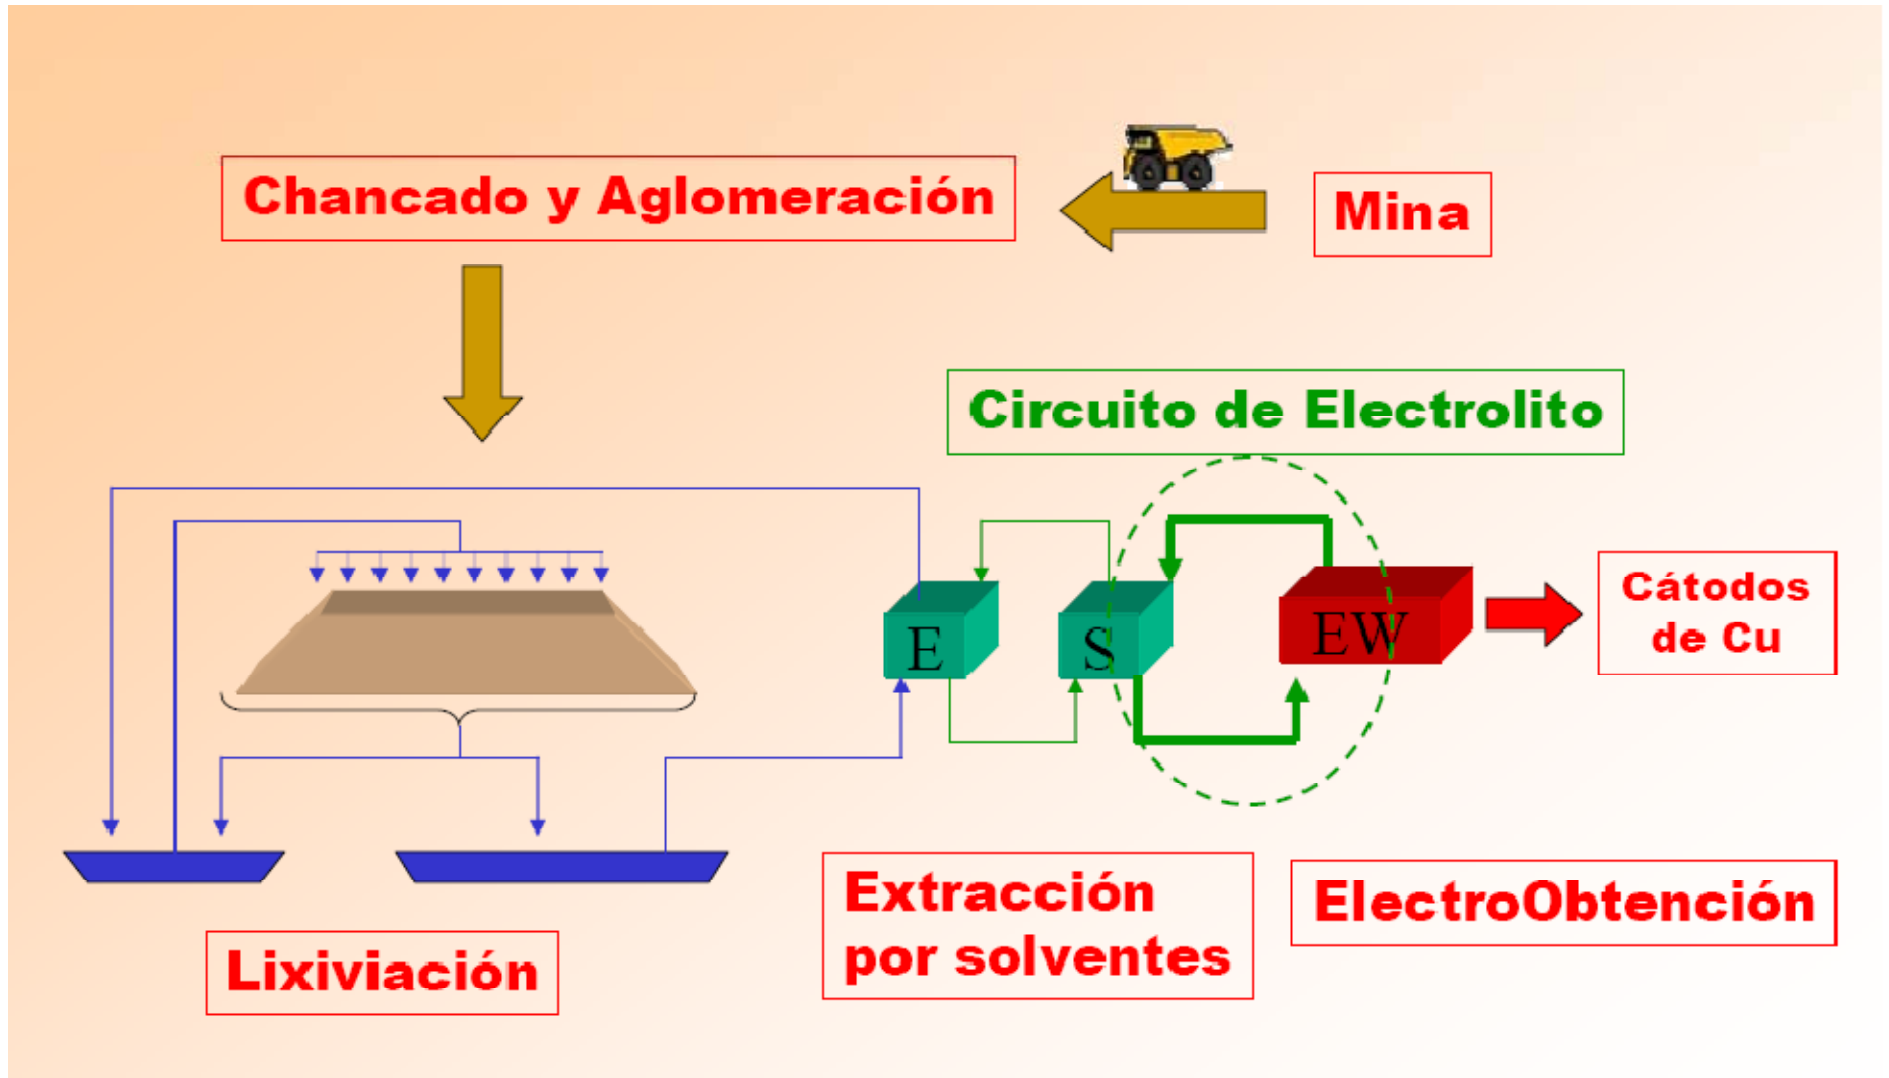 Chancado y Aglomeración
Mina
Circuito de Electrolito
E
S
EW
Cátodos
de Cu
Extracción
por solventes
ElectroObtención
Lixiviación